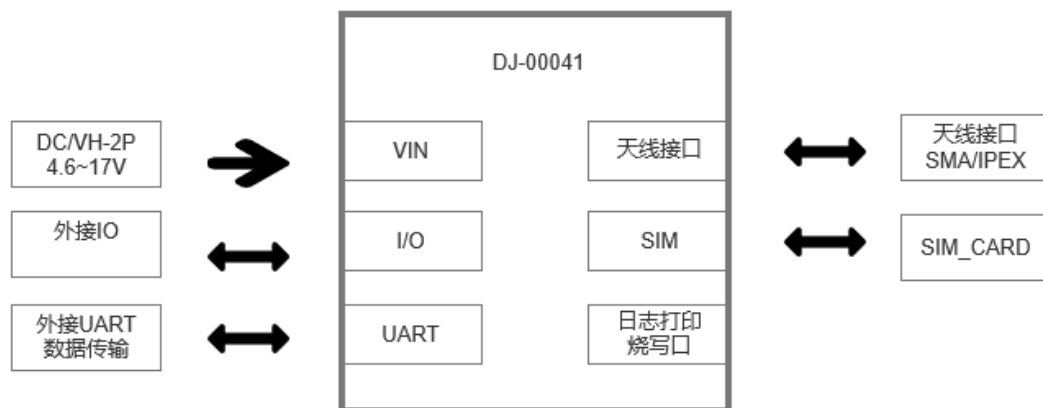 DJ-00041
DC/VH-2P
4.6~17V
VIN
天线接口
天线接口
SMA/IPEX
外接IO
I/O
SIM
SIM_CARD
外接UART
数据传输
UART
日志打印
烧写口